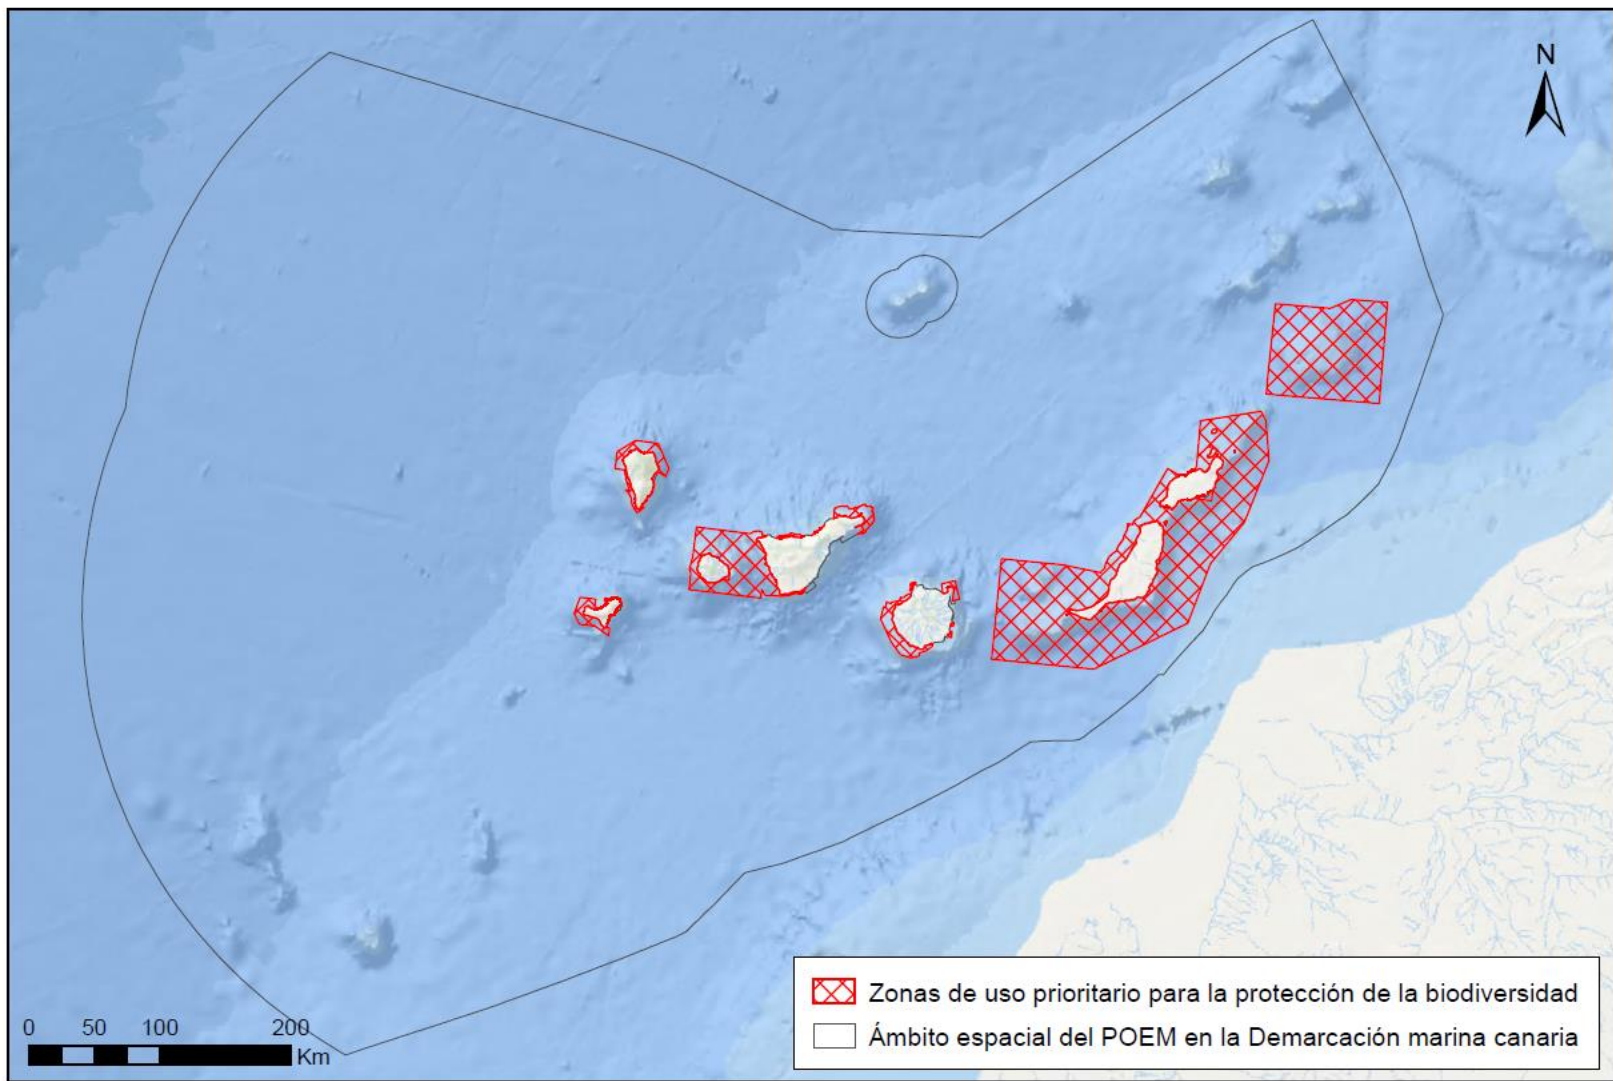 N
Zonas de uso prioritario para la protección de la biodiversidad
Ámbito espacial del POEM en la Demarcación marina canaria
0 50 100 200
Km